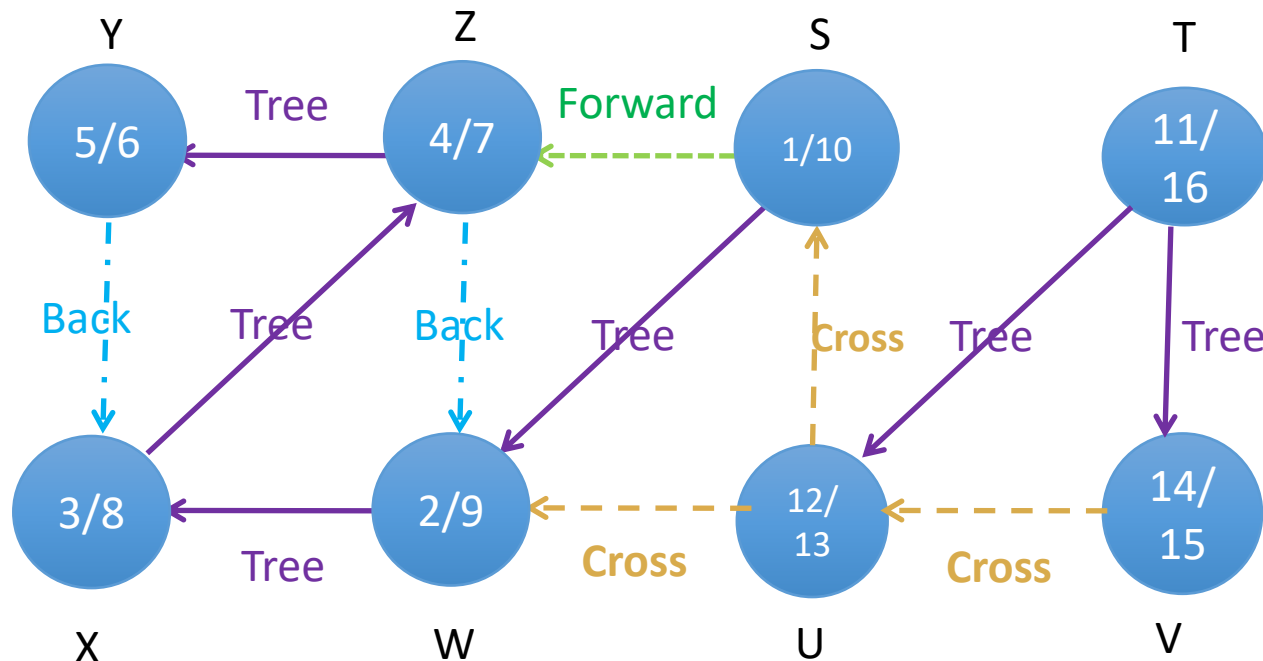 Y Z S T
Tree Forward
5/6 4/7 1/10 11/
16
Back Tree Back Tree Cross Tree Tree
3/8 2/9 12/
13 14/
15
Tree Cross Cross
X W U V